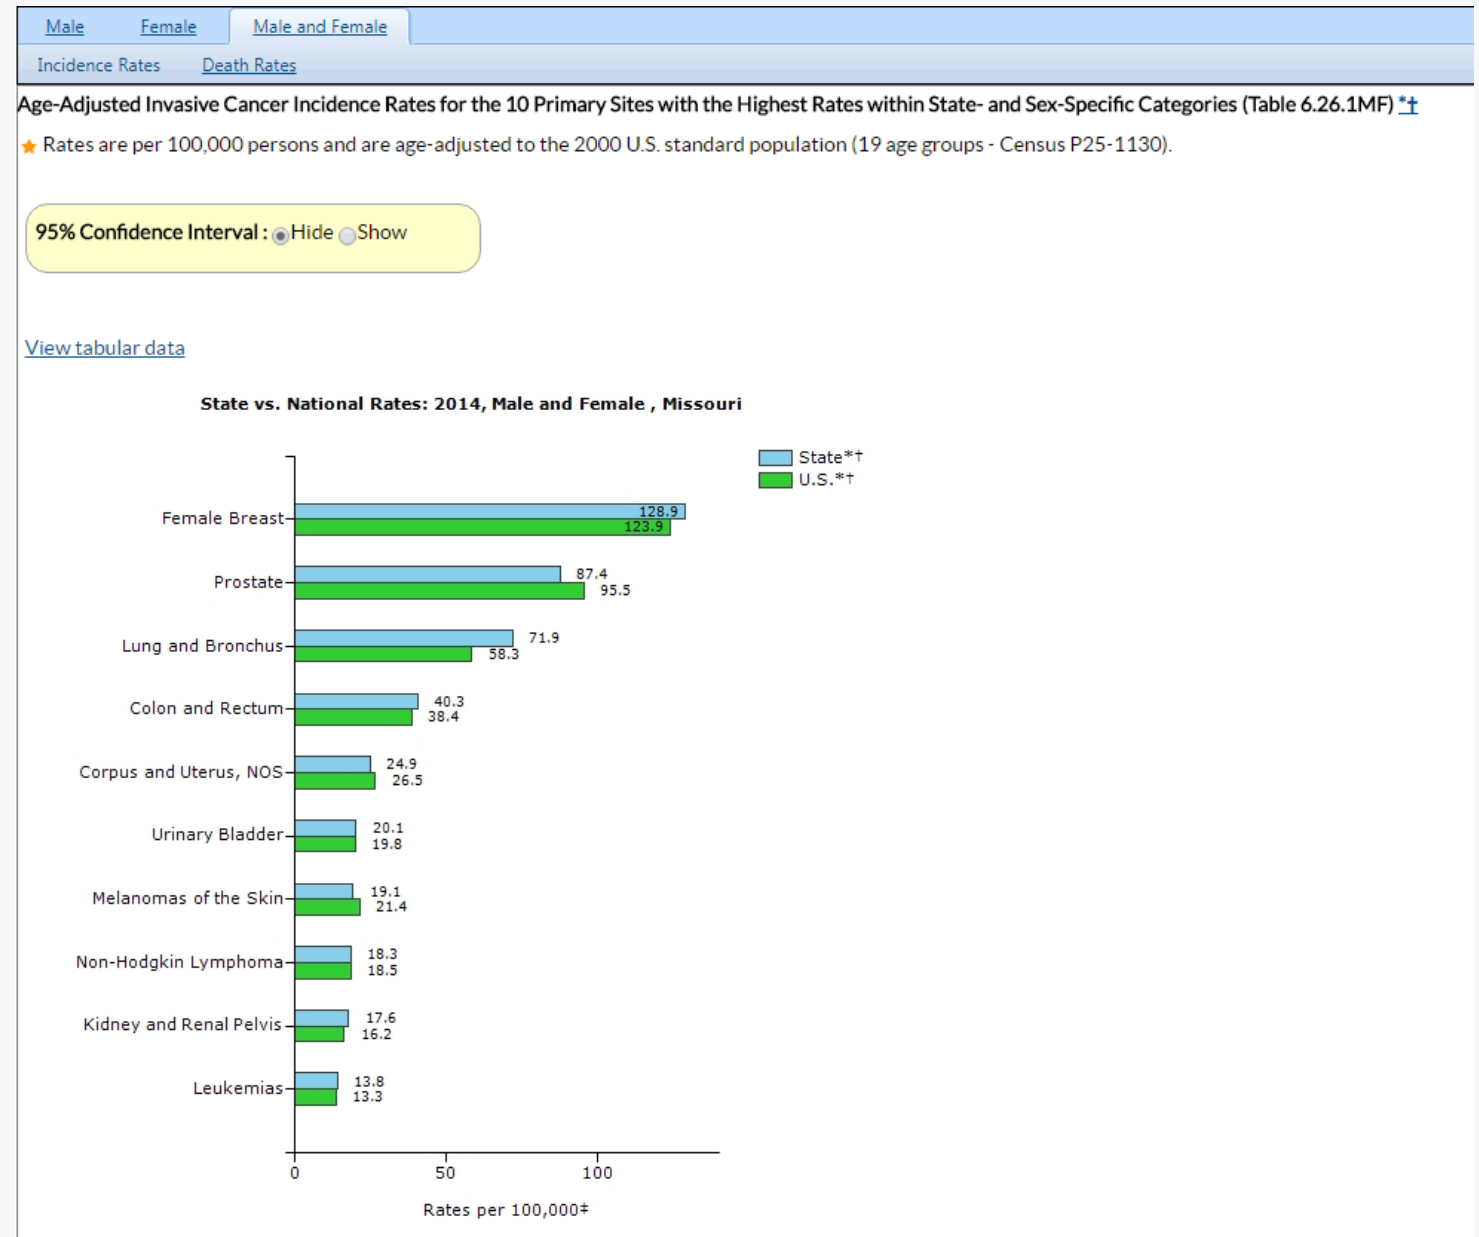 Male Female Male and Female
Incidence Rates Death Rates
Age-Adjusted Invasive Cancer Incidence Rates for the 10 Primary Sites with the Highest Rates within State- and Sex-Specific Categories (Table 6.26.1MF) *†
Rates are per 100,000 persons and are age-adjusted to the 2000 U.S. standard population (19 age groups - Census P25-1130).
95% Confidence Interval : Hide Show
View tabular data
State vs. National Rates: 2014, Male and Female , Missouri
State*†
U.S.*†
Female Breast 128.9
123.9
Prostate 87.4
95.5
Lung and Bronchus 71.9
58.3
Colon and Rectum 40.3
38.4
Corpus and Uterus, NOS 24.9
26.5
Urinary Bladder 20.1
19.8
Melanomas of the Skin 19.1
21.4
Non-Hodgkin Lymphoma 18.3
18.5
Kidney and Renal Pelvis 17.6
16.2
Leukemias 13.8
13.3
0 50 100
Rates per 100,000‡